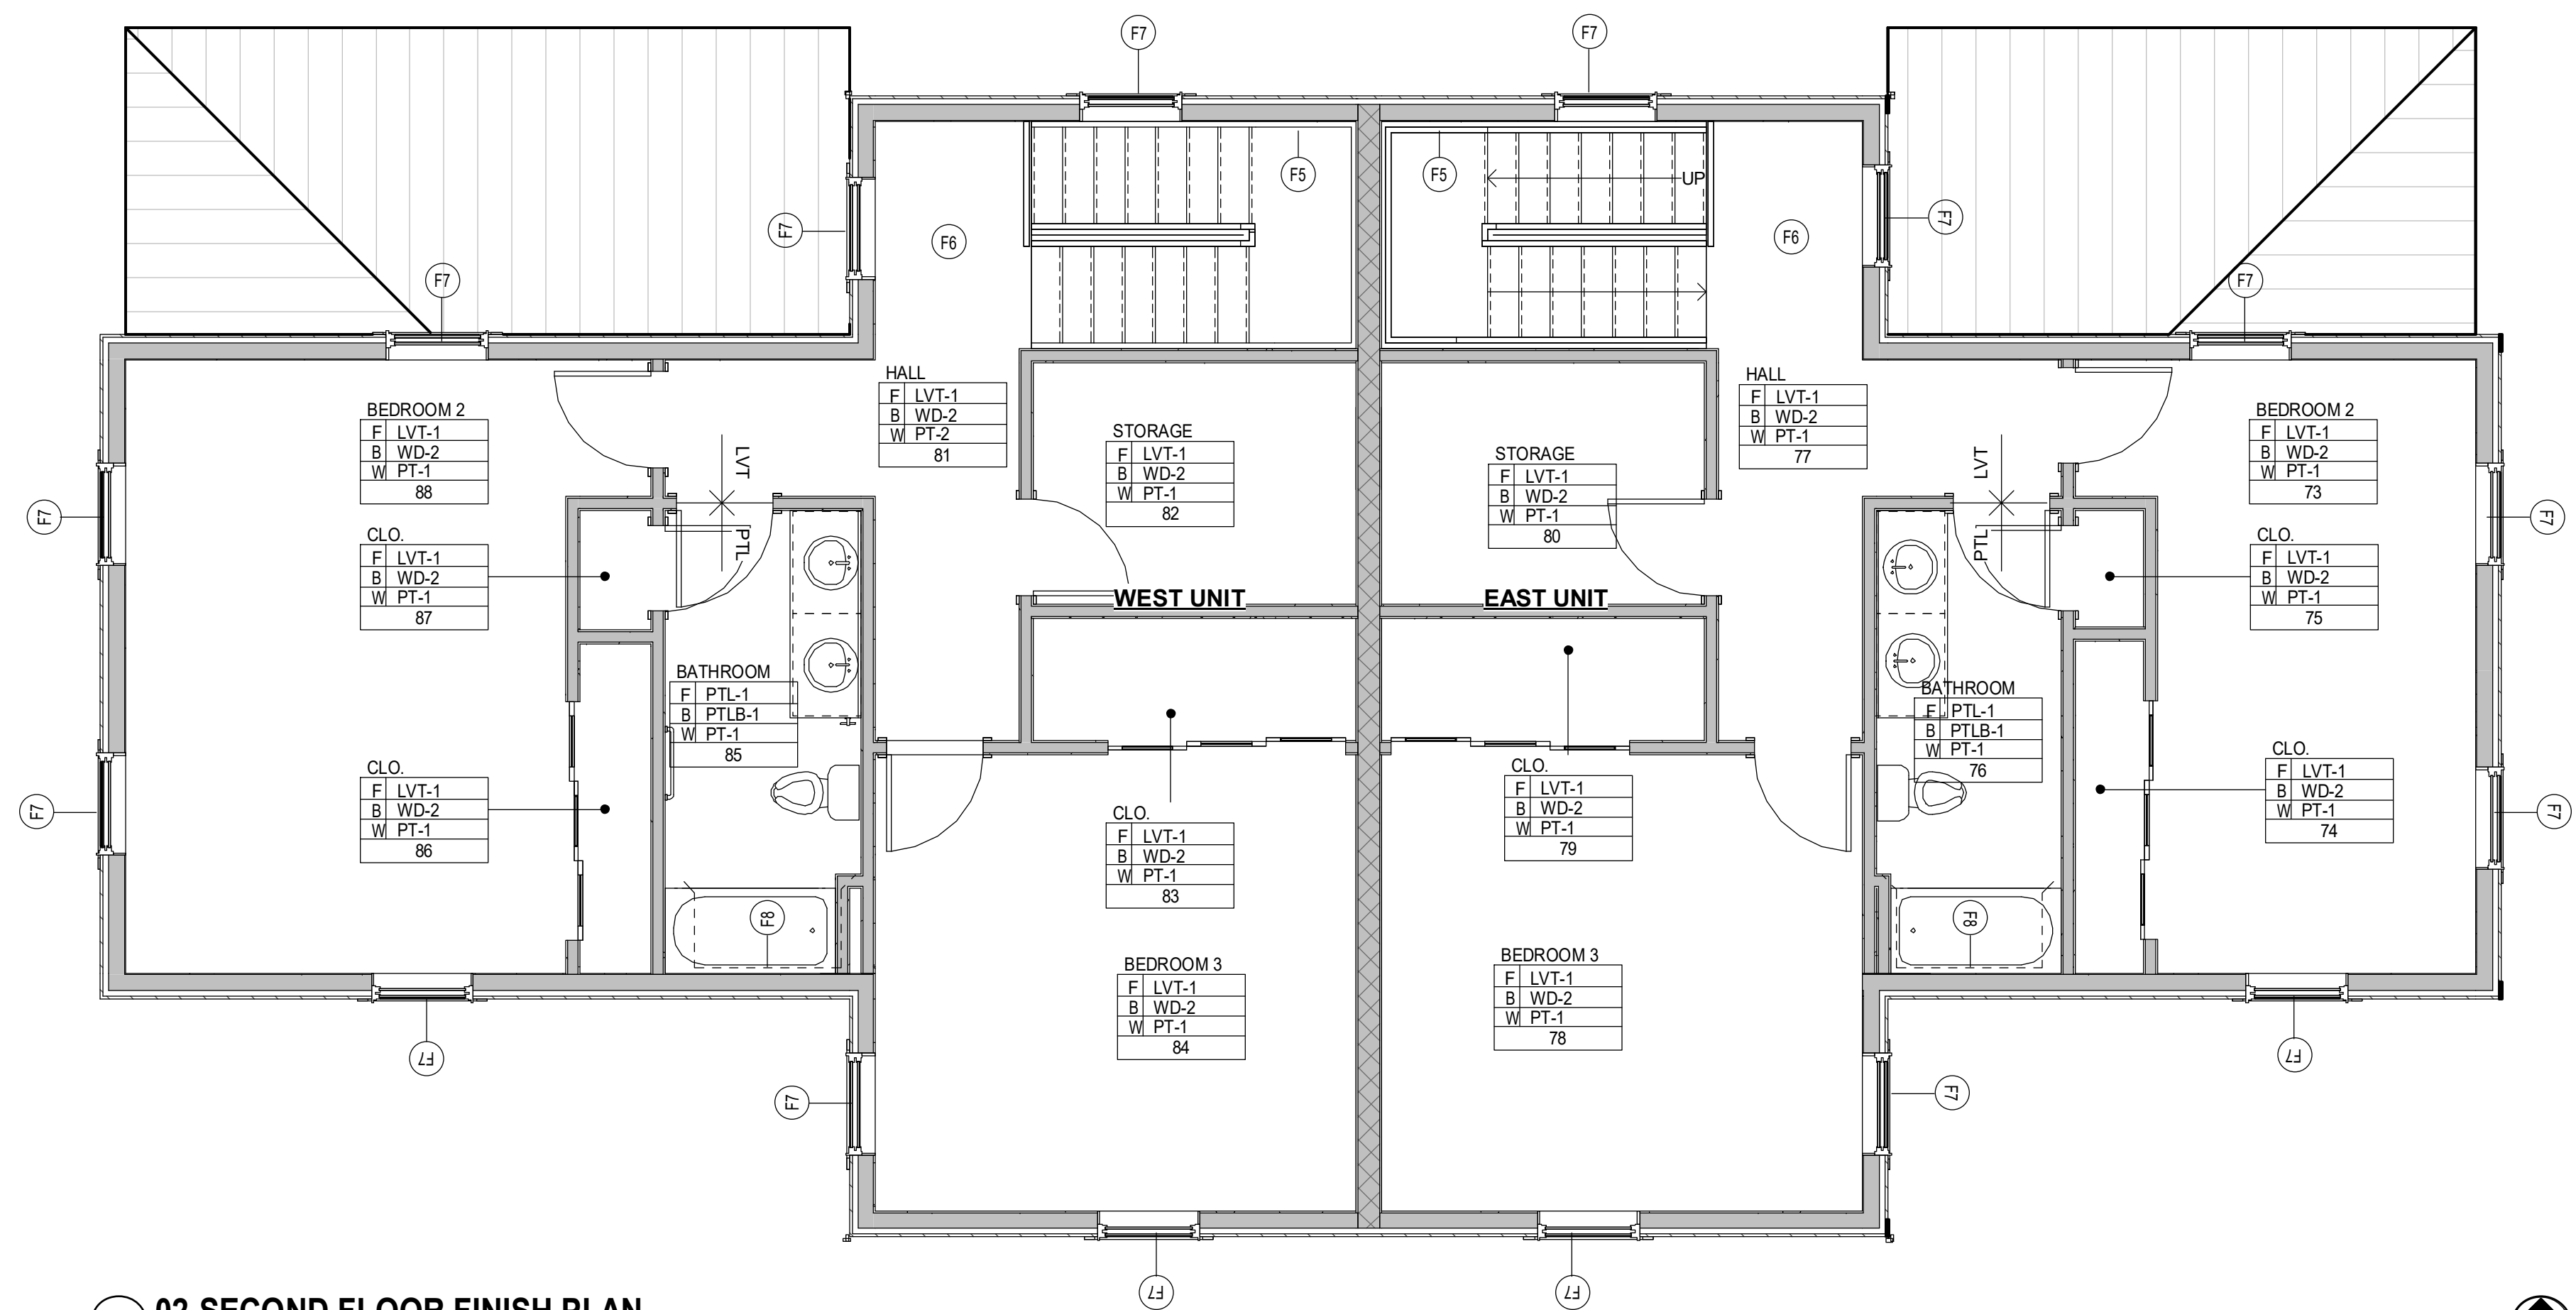 F7
F7
F5
F5
UP
F7
F6
F6
F7
F7
F7
HALL
F LVT-1
B WD-2
W PT-2
81
HALL
F LVT-1
B WD-2
W PT-1
77
BEDROOM 2
F LVT-1
B WD-2
W PT-1
88
STORAGE
F LVT-1
B WD-2
W PT-1
82
STORAGE
F LVT-1
B WD-2
W PT-1
80
BEDROOM 2
F LVT-1
B WD-2
W PT-1
73
LVT
PTL
LVT
PTL
F7
F7
CLO.
F LVT-1
B WD-2
W PT-1
87
CLO.
F LVT-1
B WD-2
W PT-1
75
WEST UNIT
EAST UNIT
BATHROOM
F PTL-1
B PTLB-1
W PT-1
85
BATHROOM
F PTL-1
B PTLB-1
W PT-1
76
F7
CLO.
F LVT-1
B WD-2
W PT-1
86
CLO.
F LVT-1
B WD-2
W PT-1
83
CLO.
F LVT-1
B WD-2
W PT-1
79
CLO.
F LVT-1
B WD-2
W PT-1
74
F7
F8
F8
BEDROOM 3
F LVT-1
B WD-2
W PT-1
84
BEDROOM 3
F LVT-1
B WD-2
W PT-1
78
F7
F7
F7
F7
F7
F7
02 SECOND FLOOR FINISH PLAN